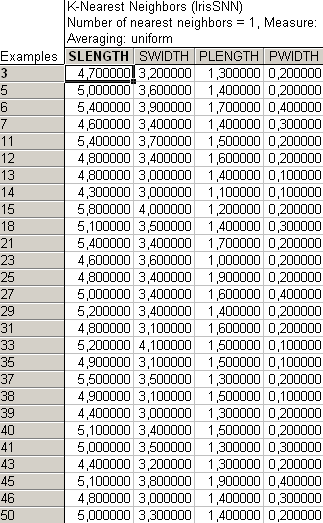 K-Nearest Neighbors (IrisSNN)
Number of nearest neighbors = 1, Measure:
Averaging: uniform
Examples SLENGTH SWIDTH PLENGTH PWIDTH
3 4,700000 3,200000 1,300000 0,200000
5 5,000000 3,600000 1,400000 0,200000
6 5,400000 3,900000 1,700000 0,400000
7 4,600000 3,400000 1,400000 0,300000
11 5,400000 3,700000 1,500000 0,200000
12 4,800000 3,400000 1,600000 0,200000
13 4,800000 3,000000 1,400000 0,100000
14 4,300000 3,000000 1,100000 0,100000
15 5,800000 4,000000 1,200000 0,200000
18 5,100000 3,500000 1,400000 0,300000
21 5,400000 3,400000 1,700000 0,200000
23 4,600000 3,600000 1,000000 0,200000
25 4,800000 3,400000 1,900000 0,200000
27 5,000000 3,400000 1,600000 0,400000
29 5,200000 3,400000 1,400000 0,200000
31 4,800000 3,100000 1,600000 0,200000
33 5,200000 4,100000 1,500000 0,100000
35 4,900000 3,100000 1,500000 0,100000
37 5,500000 3,500000 1,300000 0,200000
38 4,900000 3,100000 1,500000 0,100000
39 4,400000 3,000000 1,300000 0,200000
40 5,100000 3,400000 1,500000 0,200000
41 5,000000 3,500000 1,300000 0,300000
43 4,400000 3,200000 1,300000 0,200000
45 5,100000 3,800000 1,900000 0,400000
46 4,800000 3,000000 1,400000 0,300000
50 5,000000 3,300000 1,400000 0,200000